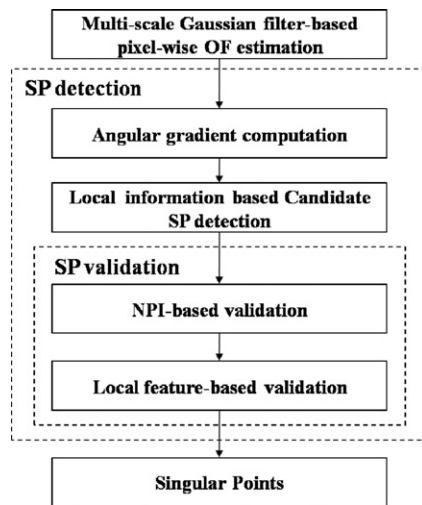 Multi-scale Gaussian filter-based
pixel-wise OF estimation
SP detection
Angular gradient computation
Local information based Candidate
SP detection
SP validation
NPI-based validation
Local feature-based validation
Singular Points